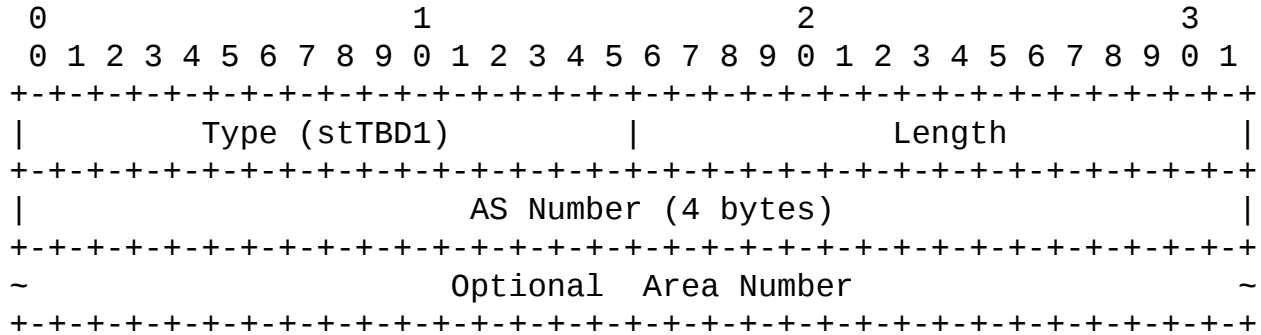 0                   1                   2                   3
 0 1 2 3 4 5 6 7 8 9 0 1 2 3 4 5 6 7 8 9 0 1 2 3 4 5 6 7 8 9 0 1
+-+-+-+-+-+-+-+-+-+-+-+-+-+-+-+-+-+-+-+-+-+-+-+-+-+-+-+-+-+-+-+-+
|         Type (stTBD1)         |             Length            |
+-+-+-+-+-+-+-+-+-+-+-+-+-+-+-+-+-+-+-+-+-+-+-+-+-+-+-+-+-+-+-+-+
|                       AS Number (4 bytes)                     |
+-+-+-+-+-+-+-+-+-+-+-+-+-+-+-+-+-+-+-+-+-+-+-+-+-+-+-+-+-+-+-+-+
~                      Optional  Area Number                    ~
+-+-+-+-+-+-+-+-+-+-+-+-+-+-+-+-+-+-+-+-+-+-+-+-+-+-+-+-+-+-+-+-+